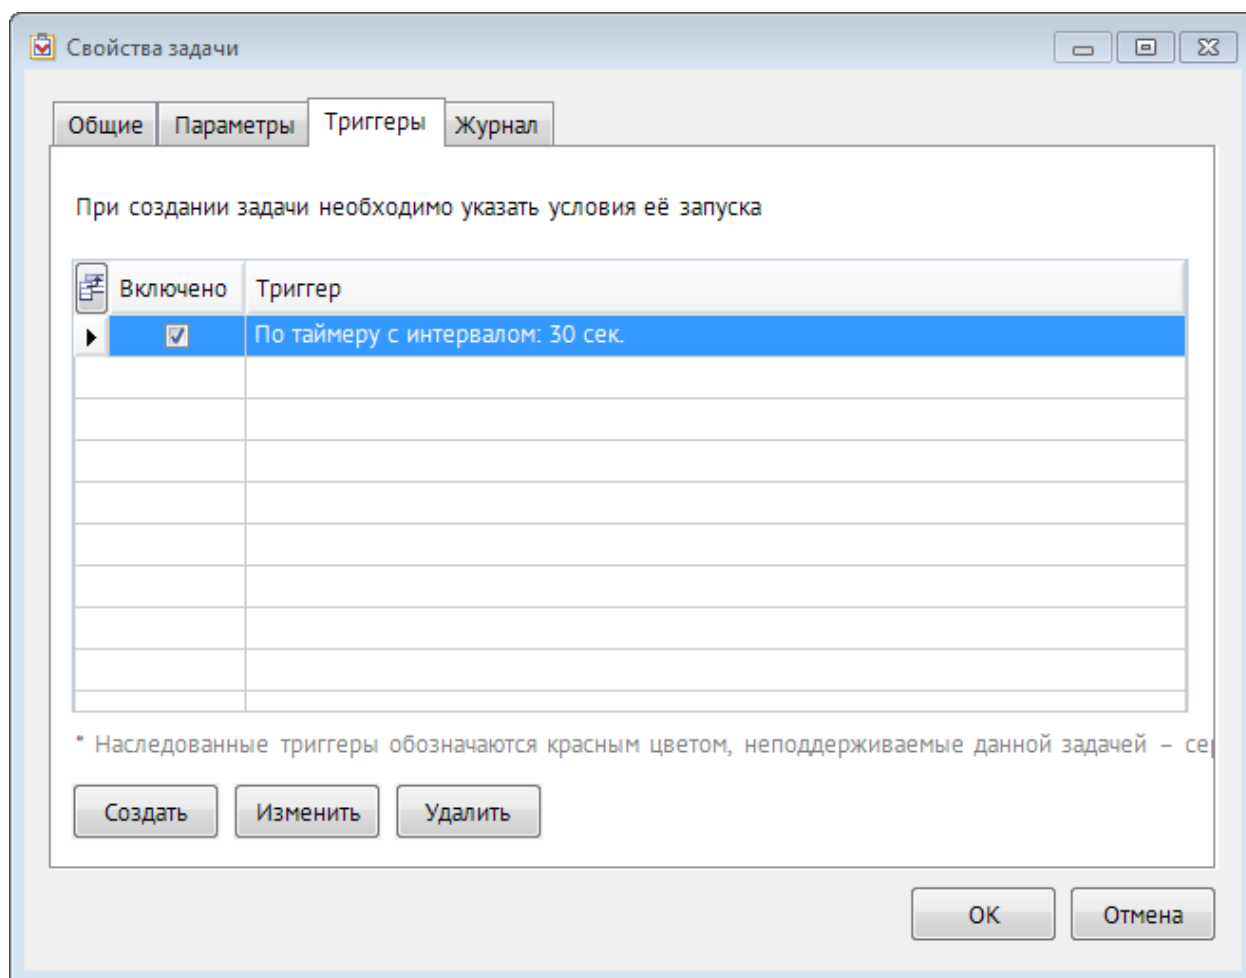 Свойства задачи
Общие Параметры Триггеры Журнал
При создании задачи необходимо указать условия её запуска
Включено Триггер
По таймеру с интервалом: 30 сек.
* Наследованные триггеры обозначаются красным цветом, неподдерживаемые данной задачей –
Создать Изменить Удалить
ОК Отмена